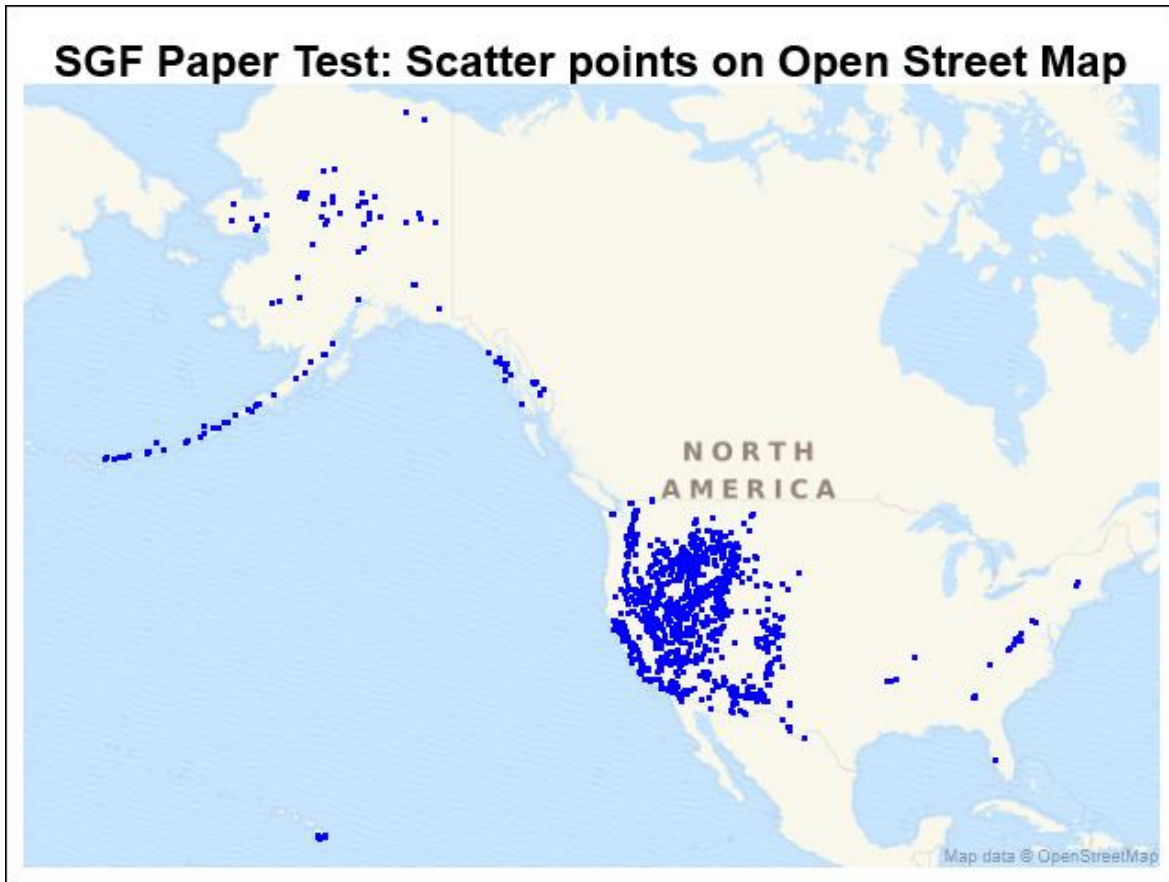 SGF Paper Test: Scatter points on Open Street Map
NORTH
AMERICA
Map data © OpenStreetMap